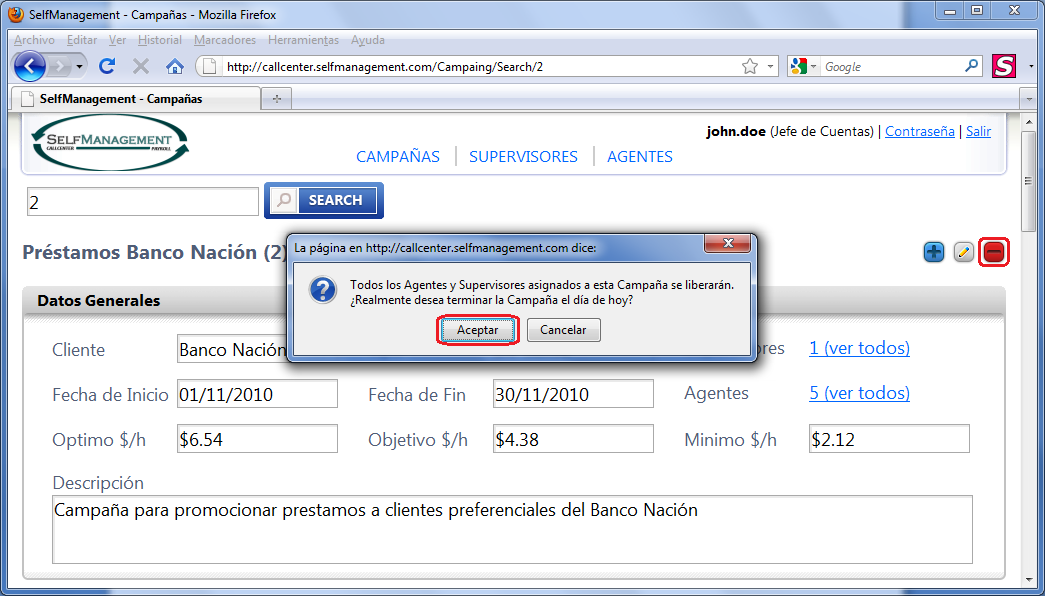 SelfManagement - Campañas - Mozilla Firefox
Archivo Editar Ver Historial Marcadores Herramientas Ayuda
http://callcenter.selfmanagement.com/Campaing/Search/2
Google
S
SelfManagement - Campañas
SELFMANAGEMENT
CALLCENTER PAYROLL
john.doe (Jefe de Cuentas) | Contraseña | Salir
CAMPAÑAS | SUPERVISORES | AGENTES
2
SEARCH
Préstamos Banco Nación (2)
La página en http://callcenter.selfmanagement.com dice:
Todos los Agentes y Supervisores asignados a esta Campaña se liberarán.
¿Realmente desea terminar la Campaña el día de hoy?
Aceptar Cancelar
Datos Generales
Cliente Banco Nación ores 1 (ver todos)
Fecha de Inicio 01/11/2010 Fecha de Fin 30/11/2010 Agentes 5 (ver todos)
Optimo $/h $6.54 Objetivo $/h $4.38 Minimo $/h $2.12
Descripción
Campaña para promocionar prestamos a clientes preferenciales del Banco Nación